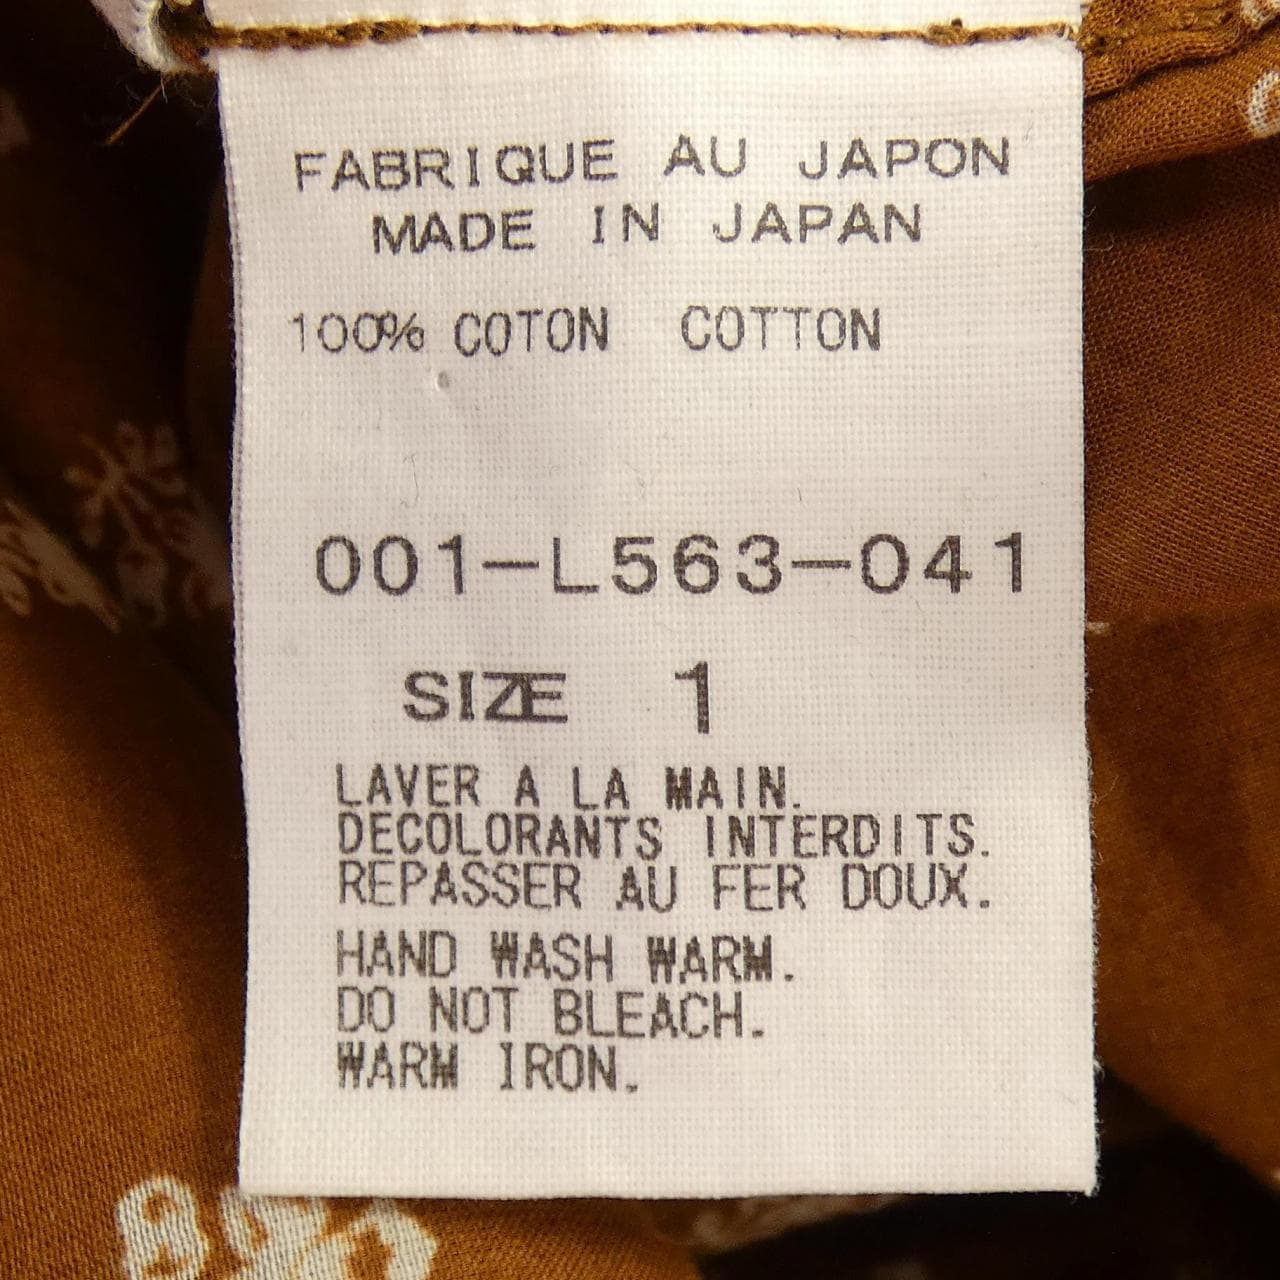 FABRIQUE AU JAPON
MADE IN JAPAN
100% COTON COTTON
001-L563-041
SIZE 1
LAVER A LA MAIN.
DECOLORANTS INTERDITS.
REPASSER AU FER DOUX.
HAND WASH WARM.
DO NOT BLEACH.
WARM IRON.